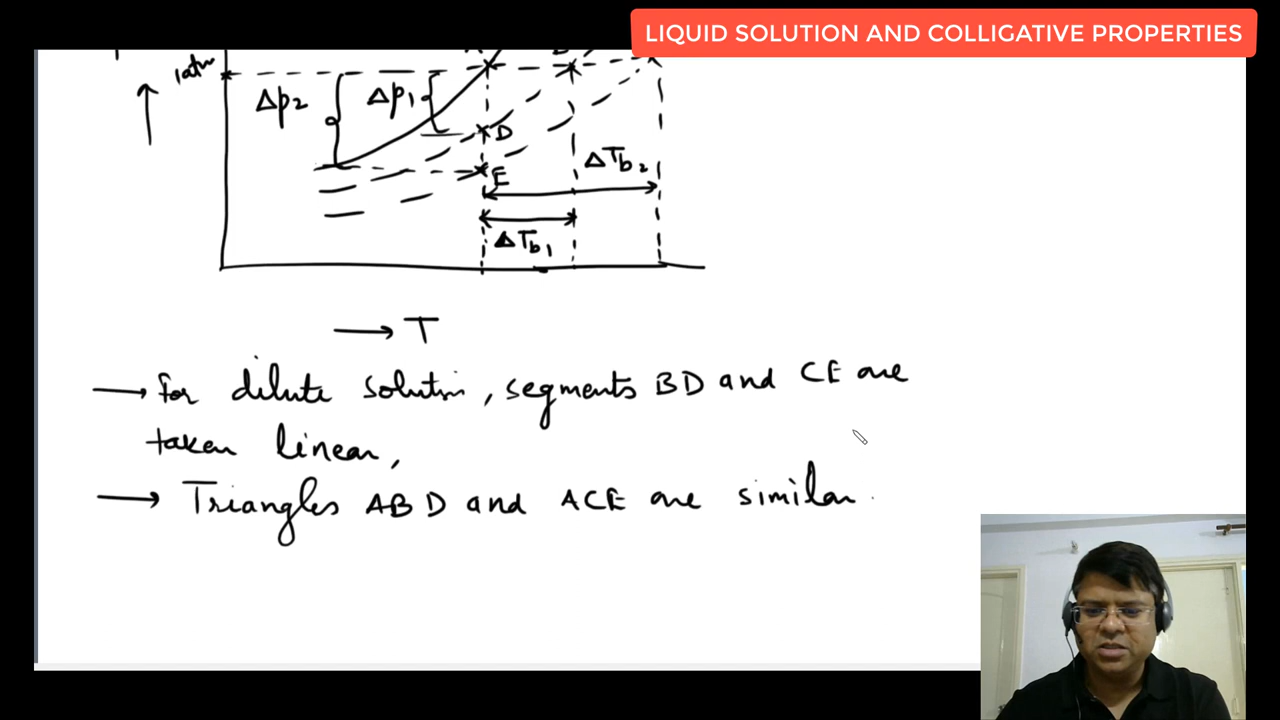 LIQUID SOLUTION AND COLLIGATIVE PROPERTIES
1atm
Δp2 Δp1
D
E
ΔTb2
ΔTb1
→ T
→ For dilute solution, segments BD and CE are
taken linear,
→ Triangles ABD and ACE are similar.